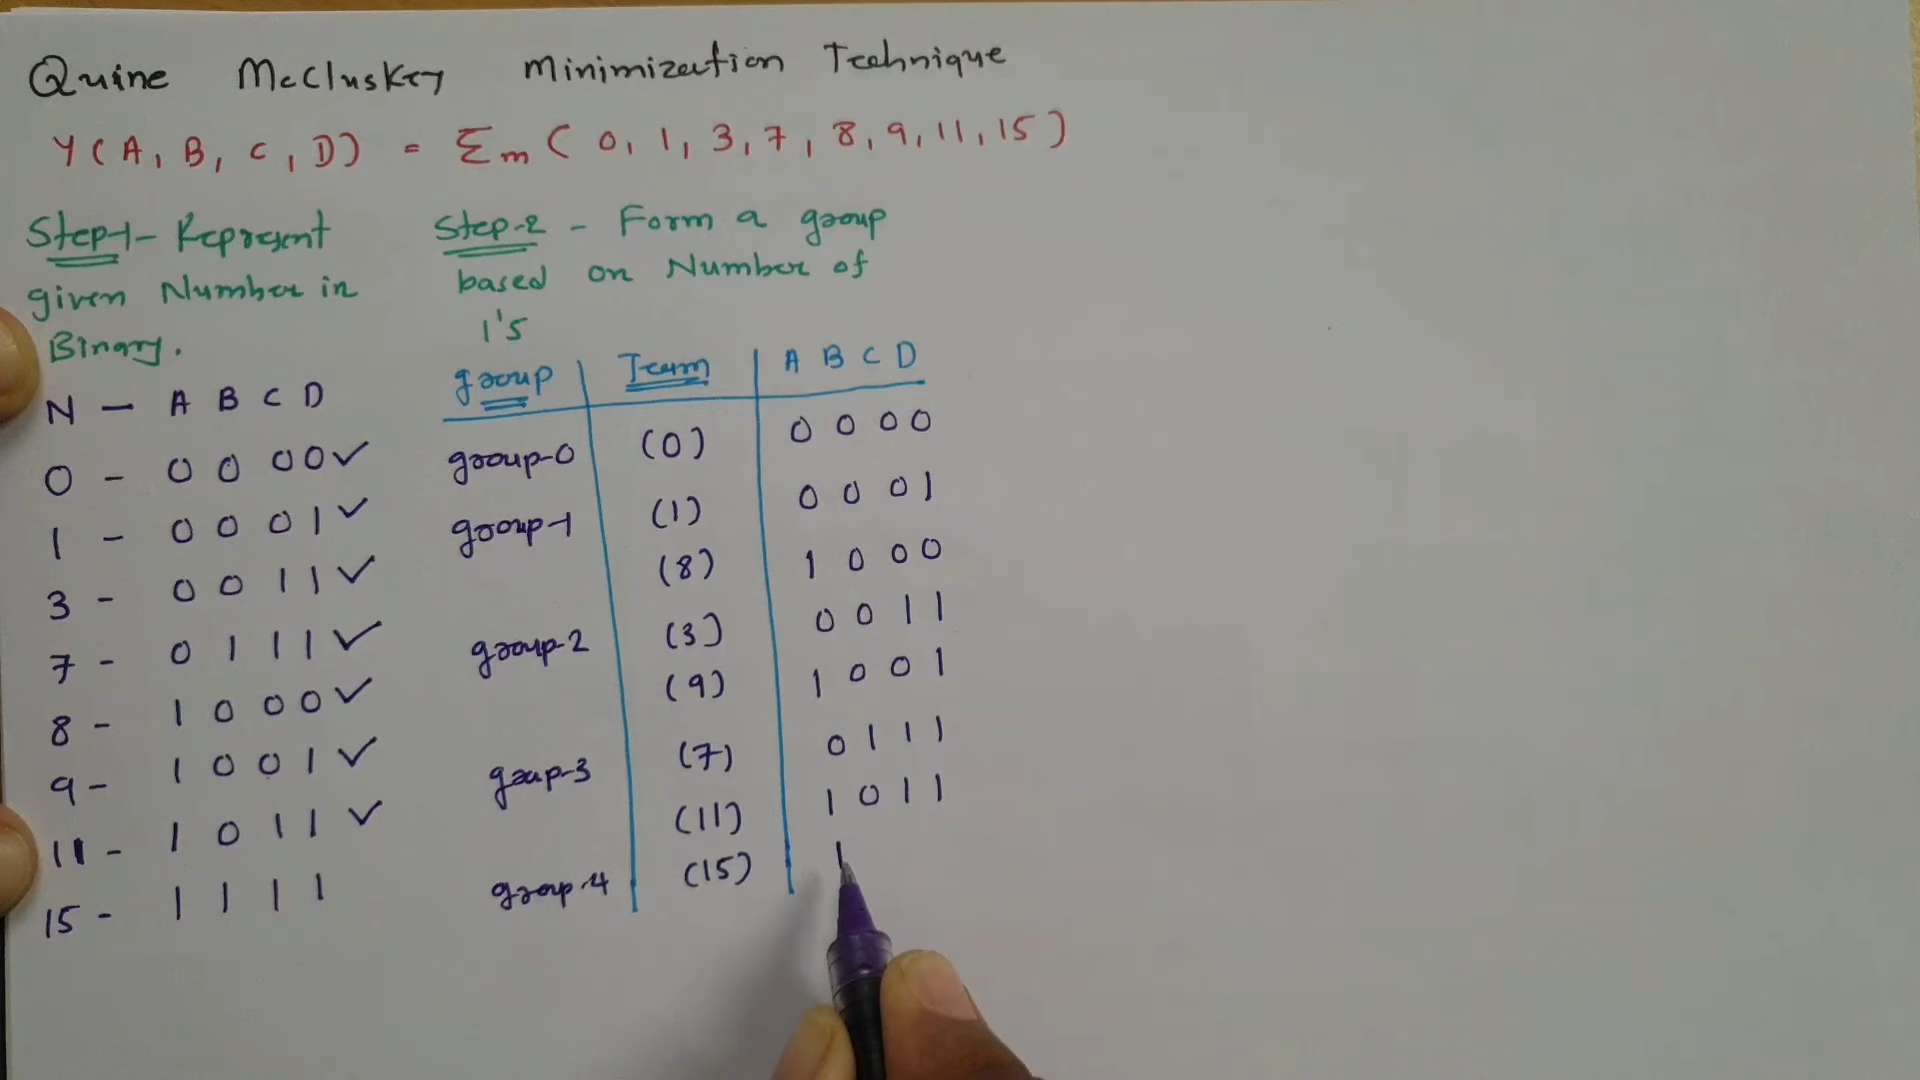 Quine McCluskey Minimization Technique
Y(A, B, C, D) = Σm( 0, 1, 3, 7, 8, 9, 11, 15 )
Step-1- Represent
given Number in
Binary.
N - A B C D
0 - 0 0 0 0 ✓
1 - 0 0 0 1 ✓
3 - 0 0 1 1 ✓
7 - 0 1 1 1 ✓
8 - 1 0 0 0 ✓
9 - 1 0 0 1 ✓
11 - 1 0 1 1 ✓
15 - 1 1 1 1
Step-2 - Form a group
based on Number of
1's
group Term A B C D
group-0 (0) 0 0 0 0
group-1 (1) 0 0 0 1
(8) 1 0 0 0
group-2 (3) 0 0 1 1
(9) 1 0 0 1
group-3 (7) 0 1 1 1
(11) 1 0 1 1
group-4 (15) 1